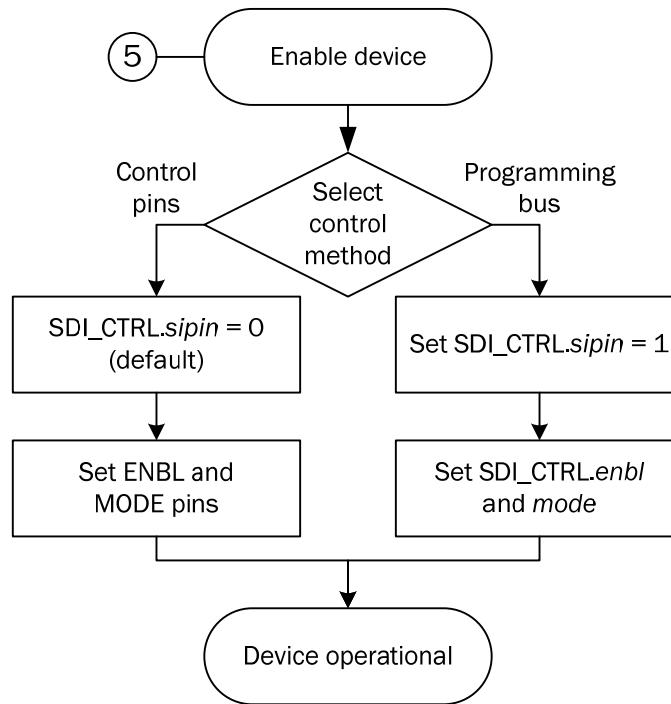 5
Enable device
Control
pins
Select
control
method
Programming
bus
SDI_CTRL.sipin = 0
(default)
Set SDI_CTRL.sipin = 1
Set ENBL and
MODE pins
Set SDI_CTRL.enbl
and mode
Device operational